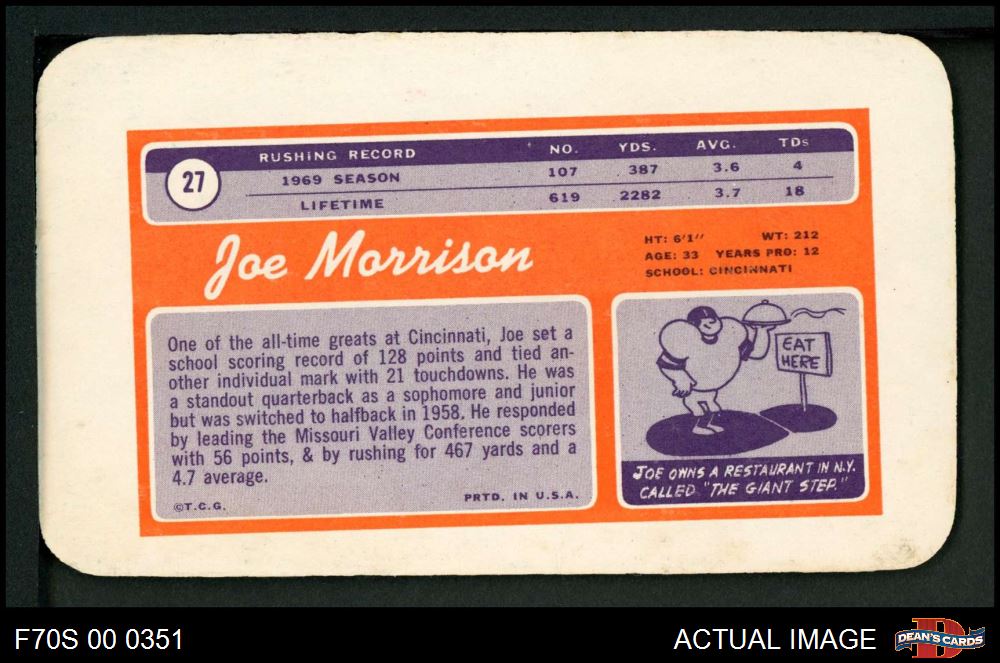 27
RUSHING RECORD NO. YDS. AVG. TDs
1969 SEASON 107 387 3.6 4
LIFETIME 619 2282 3.7 18
Joe Morrison
HT: 6'1'' WT: 212
AGE: 33 YEARS PRO: 12
SCHOOL: CINCINNATI
One of the all-time greats at Cincinnati, Joe set a
school scoring record of 128 points and tied an-
other individual mark with 21 touchdowns. He was
a standout quarterback as a sophomore and junior
but was switched to halfback in 1958. He responded
by leading the Missouri Valley Conference scorers
with 56 points, & by rushing for 467 yards and a
4.7 average.
©T.C.G. PRTD. IN U.S.A.
EAT
HERE
JOE OWNS A RESTAURANT IN N.Y.
CALLED "THE GIANT STEP."
F70S 00 0351 ACTUAL IMAGE DEAN'S CARDS